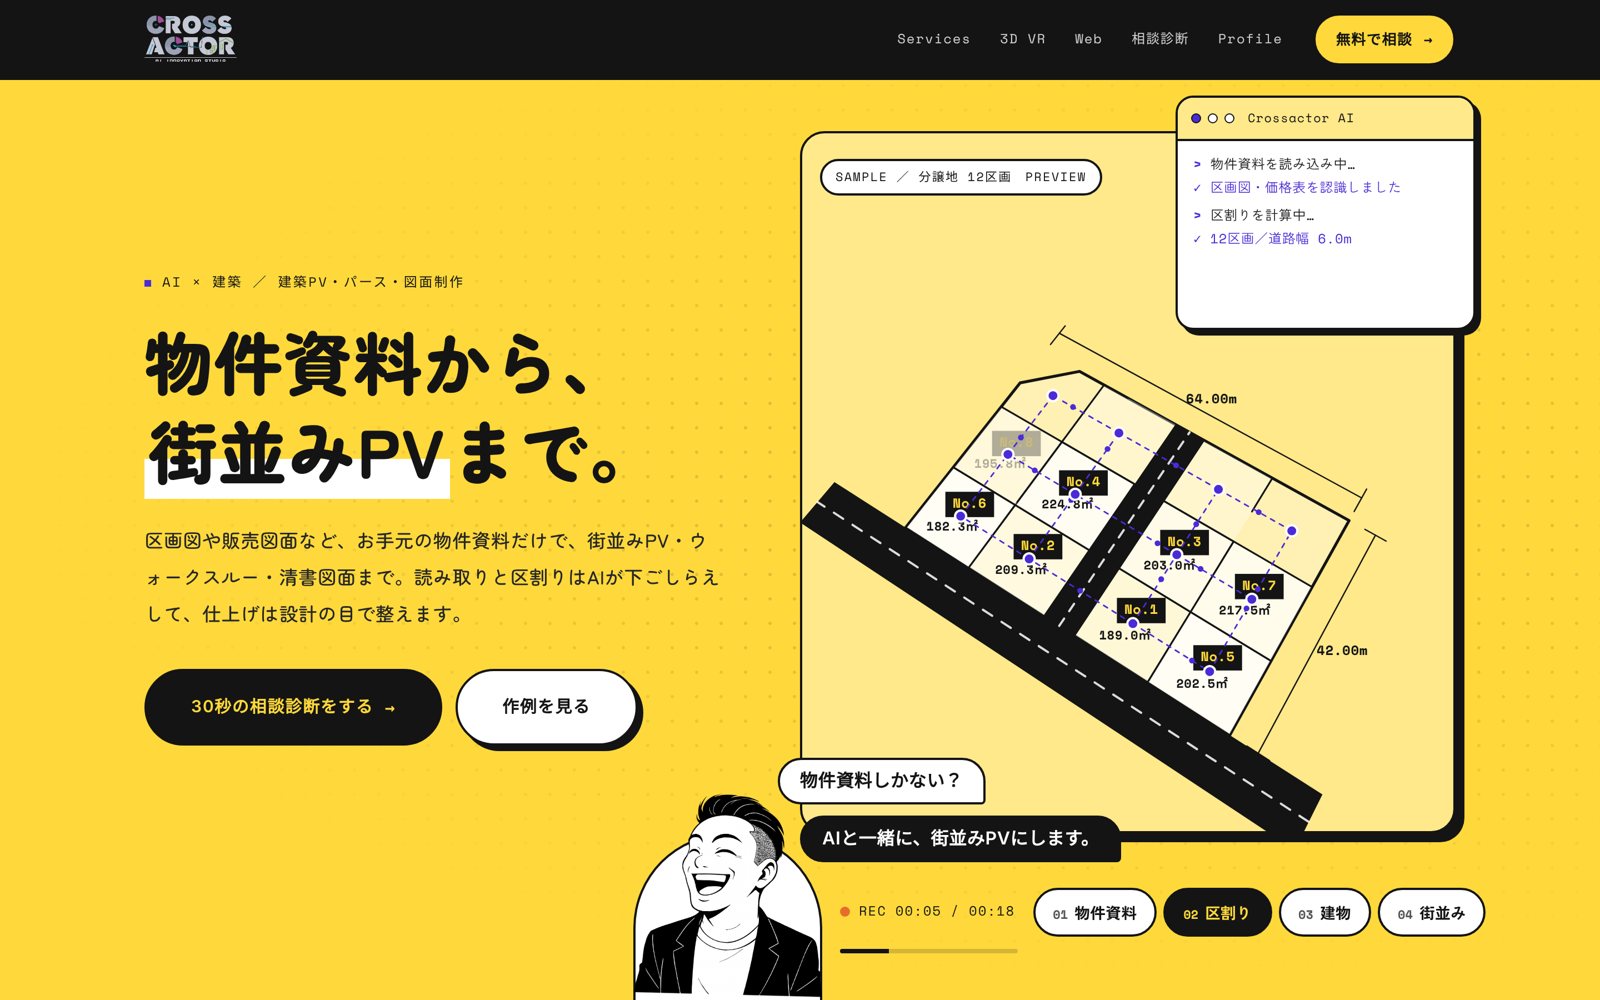 CROSS
ACTOR
AI INNOVATION STUDIO
Services
3D VR
Web
相談診断
Profile
無料で相談 →
AI × 建築 ／ 建築PV・パース・図面制作
物件資料から、
街並みPVまで。
区画図や販売図面など、お手元の物件資料だけで、街並みPV・ウ
ォークスルー・清書図面まで。読み取りと区割りはAIが下ごしらえ
して、仕上げは設計の目で整えます。
30秒の相談診断をする →
作例を見る
SAMPLE ／ 分譲地 12区画 PREVIEW
Crossactor AI
> 物件資料を読み込み中…
✓ 区画図・価格表を認識しました
> 区割りを計算中…
✓ 12区画／道路幅 6.0m
64.00m
No.8
195.8㎡
No.4
224.8㎡
No.6
182.3㎡
No.2
209.3㎡
No.3
203.0㎡
No.7
217.5㎡
No.1
189.0㎡
No.5
202.5㎡
42.00m
物件資料しかない？
AIと一緒に、街並みPVにします。
REC 00:05 / 00:18
01 物件資料
02 区割り
03 建物
04 街並み